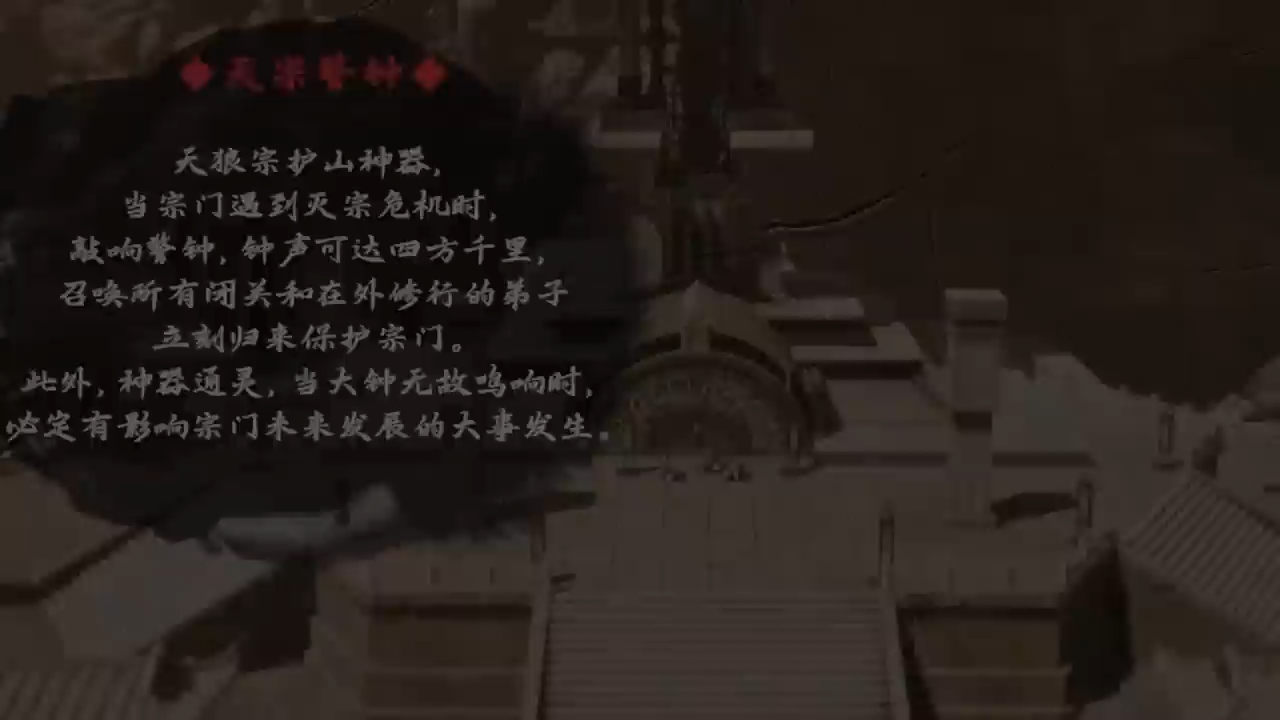 ◆灭宗警钟◆
天狼宗护山神器，
当宗门遇到灭宗危机时，
敲响警钟，钟声可达四方千里，
召唤所有闭关和在外修行的弟子
立刻归来保护宗门。
此外，神器通灵，当大钟无故鸣响时，
必定有影响宗门未来发展的大事发生。